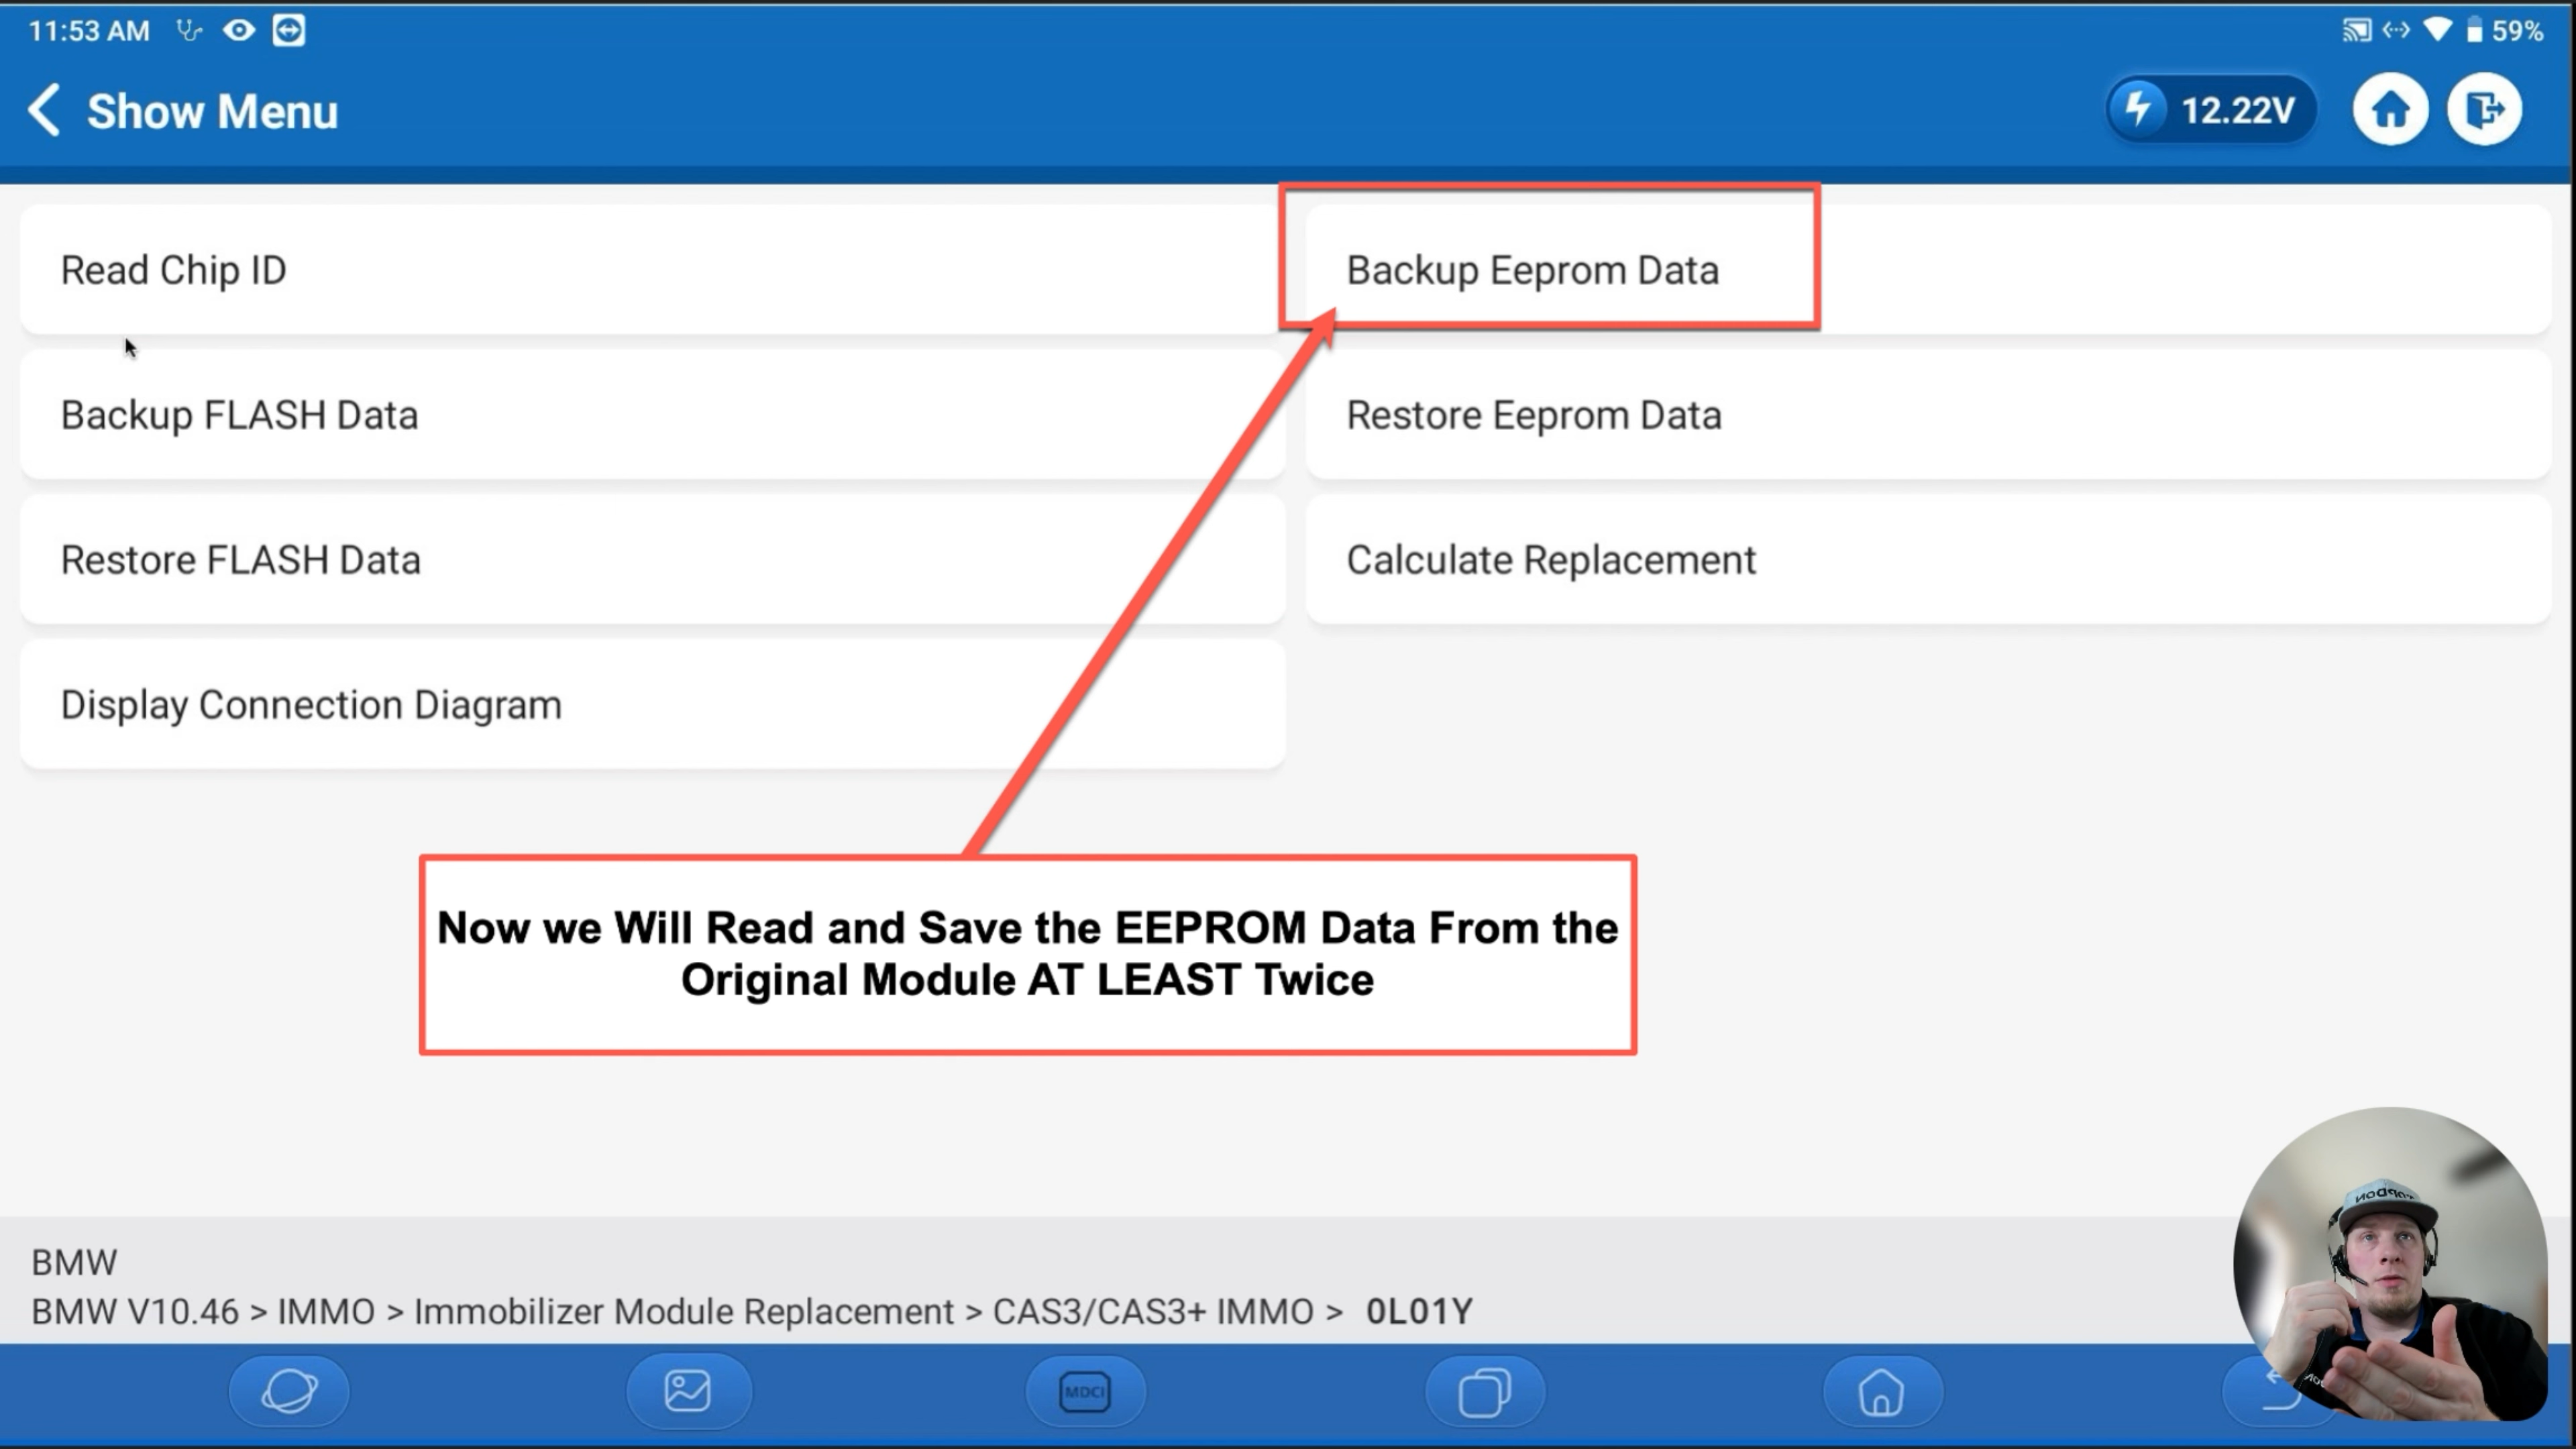 11:53 AM
59%
Show Menu
12.22V
Read Chip ID
Backup Eeprom Data
Backup FLASH Data
Restore Eeprom Data
Restore FLASH Data
Calculate Replacement
Display Connection Diagram
Now we Will Read and Save the EEPROM Data From the
Original Module AT LEAST Twice
BMW
BMW V10.46 > IMMO > Immobilizer Module Replacement > CAS3/CAS3+ IMMO > 0L01Y
MDCI